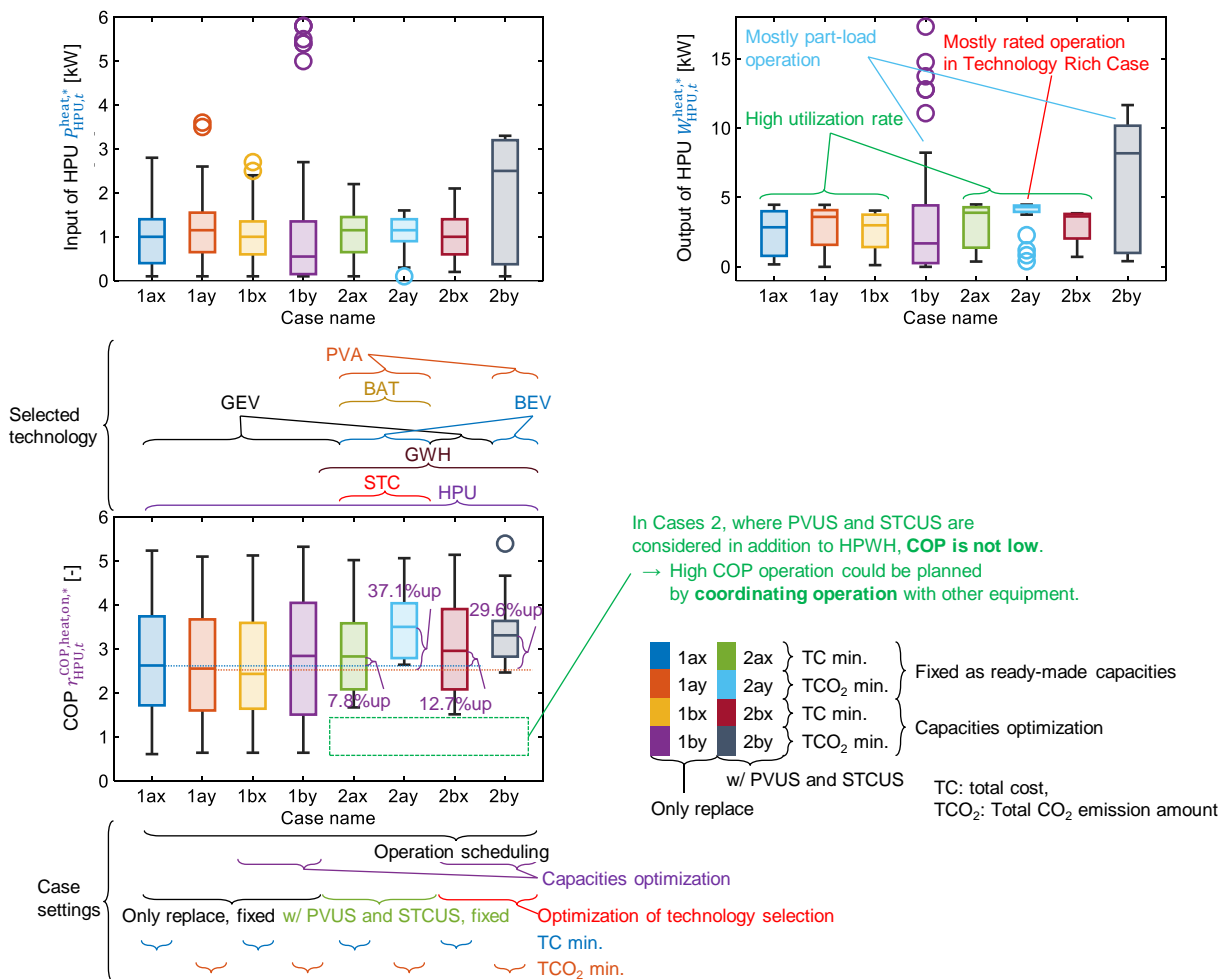 6
5
4
3
2
1
0
Input of HPU P^heat,*_HPU,t [kW]
1ax 1ay 1bx 1by 2ax 2ay 2bx 2by
Case name
15
10
5
0
Output of HPU W^heat,*_HPU,t [kW]
Mostly part-load
operation
Mostly rated operation
in Technology Rich Case
High utilization rate
1ax 1ay 1bx 1by 2ax 2ay 2bx 2by
Case name
Selected
technology
PVA
BAT
GEV
BEV
GWH
STC
HPU
6
5
4
3
2
1
0
COP r^COP,heat,on,*_HPU,t [-]
37.1%up
29.6%up
7.8%up
12.7%up
1ax 1ay 1bx 1by 2ax 2ay 2bx 2by
Case name
In Cases 2, where PVUS and STCUS are
considered in addition to HPWH, COP is not low.
→ High COP operation could be planned
by coordinating operation with other equipment.
1ax 2ax TC min.
1ay 2ay TCO₂ min.
Fixed as ready-made capacities
1bx 2bx TC min.
1by 2by TCO₂ min.
Capacities optimization
w/ PVUS and STCUS
Only replace
TC: total cost,
TCO₂: Total CO₂ emission amount
Case
settings
Operation scheduling
Capacities optimization
Only replace, fixed w/ PVUS and STCUS, fixed
Optimization of technology selection
TC min.
TCO₂ min.